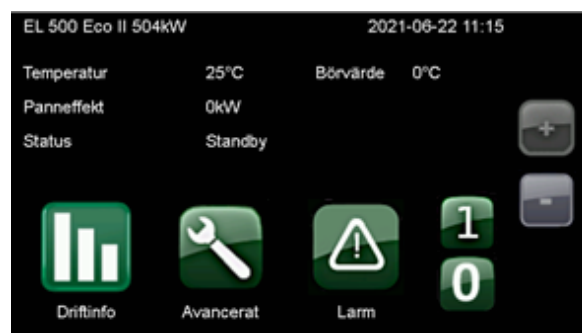 EL 500 Eco II 504kW 2021-06-22 11:15
Temperatur 25°C Börvärde 0°C
Panneffekt 0kW
Status Standby
+
-
1
0
Driftinfo Avancerat Larm